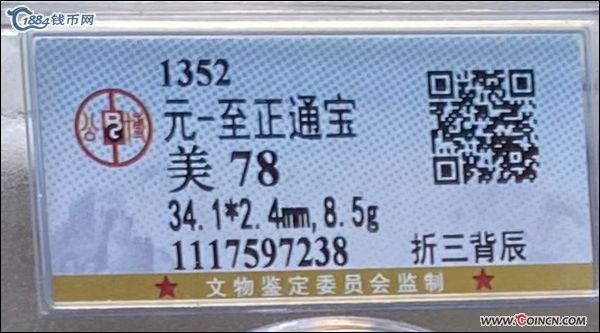 1884钱币网
1352
元-至正通宝
美 78
34.1*2.4mm,8.5g
1117597238 折三背辰
文物鉴定委员会监制
公 博
www.COINCN.com